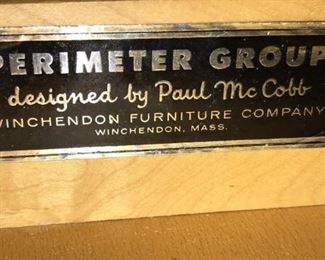 PERIMETER GROUP
designed by Paul McCobb
WINCHENDON FURNITURE COMPANY
WINCHENDON, MASS.